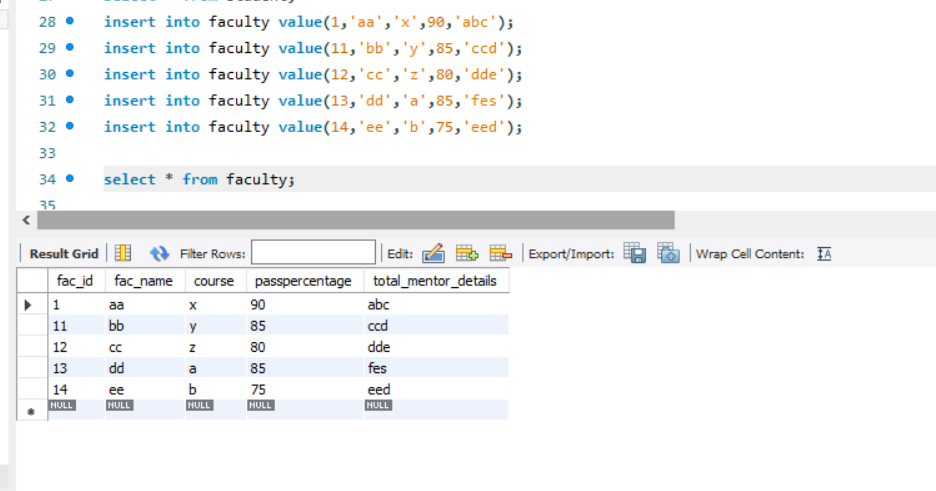 28 insert into faculty value(1,'aa','x',90,'abc');
29 insert into faculty value(11,'bb','y',85,'ccd');
30 insert into faculty value(12,'cc','z',80,'dde');
31 insert into faculty value(13,'dd','a',85,'fes');
32 insert into faculty value(14,'ee','b',75,'eed');
33
34 select * from faculty;
35
Result Grid Filter Rows: Edit: Export/Import: Wrap Cell Content: IA
fac_id fac_name course passpercentage total_mentor_details
1 aa x 90 abc
11 bb y 85 ccd
12 cc z 80 dde
13 dd a 85 fes
14 ee b 75 eed
NULL NULL NULL NULL NULL